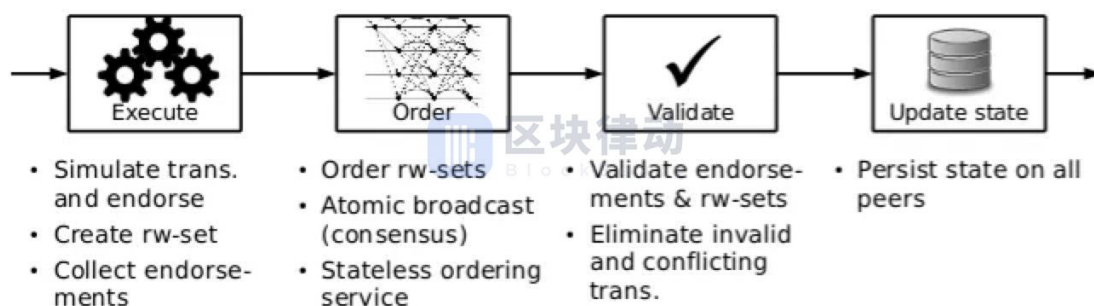 Execute
Order
Validate
Update state
• Simulate trans.
and endorse
• Create rw-set
• Collect endorse-
ments
• Order rw-sets
• Atomic broadcast
(consensus)
• Stateless ordering
service
• Validate endorse-
ments & rw-sets
• Eliminate invalid
and conflicting
trans.
• Persist state on all
peers
区块律动